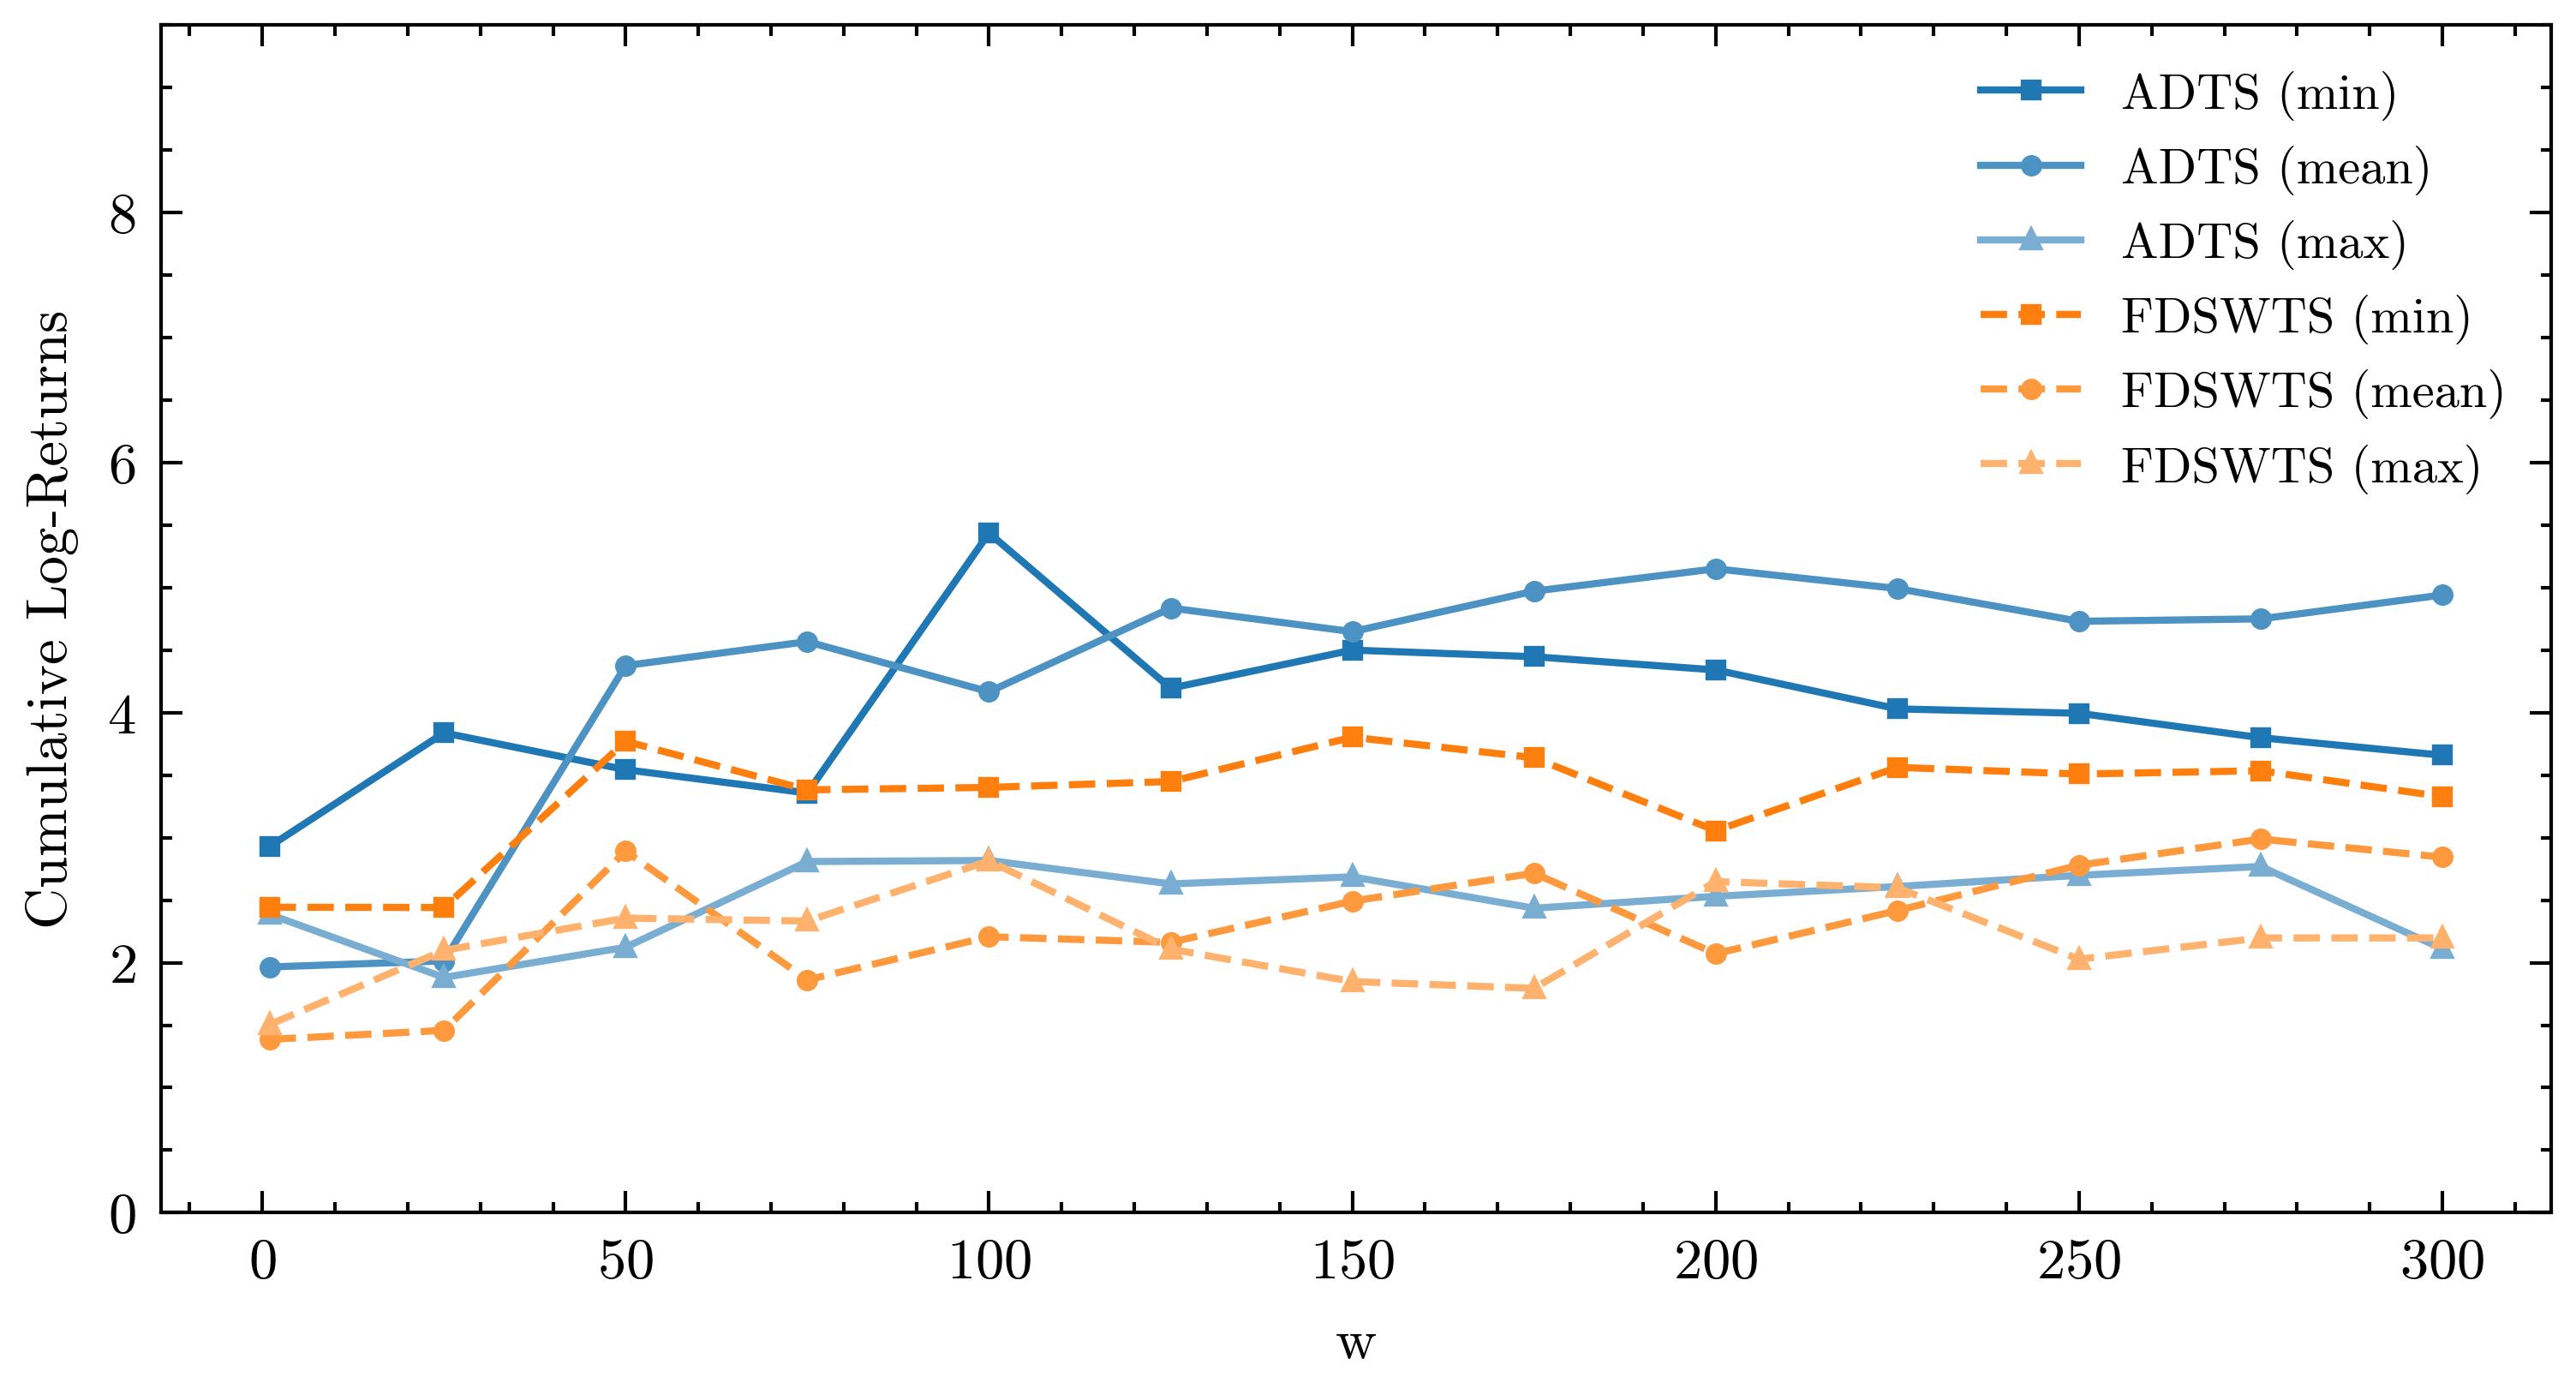 ADTS (min)
ADTS (mean)
ADTS (max)
FDSWTS (min)
FDSWTS (mean)
FDSWTS (max)
Cumulative Log-Returns
8
6
4
2
0
0 50 100 150 200 250 300
w